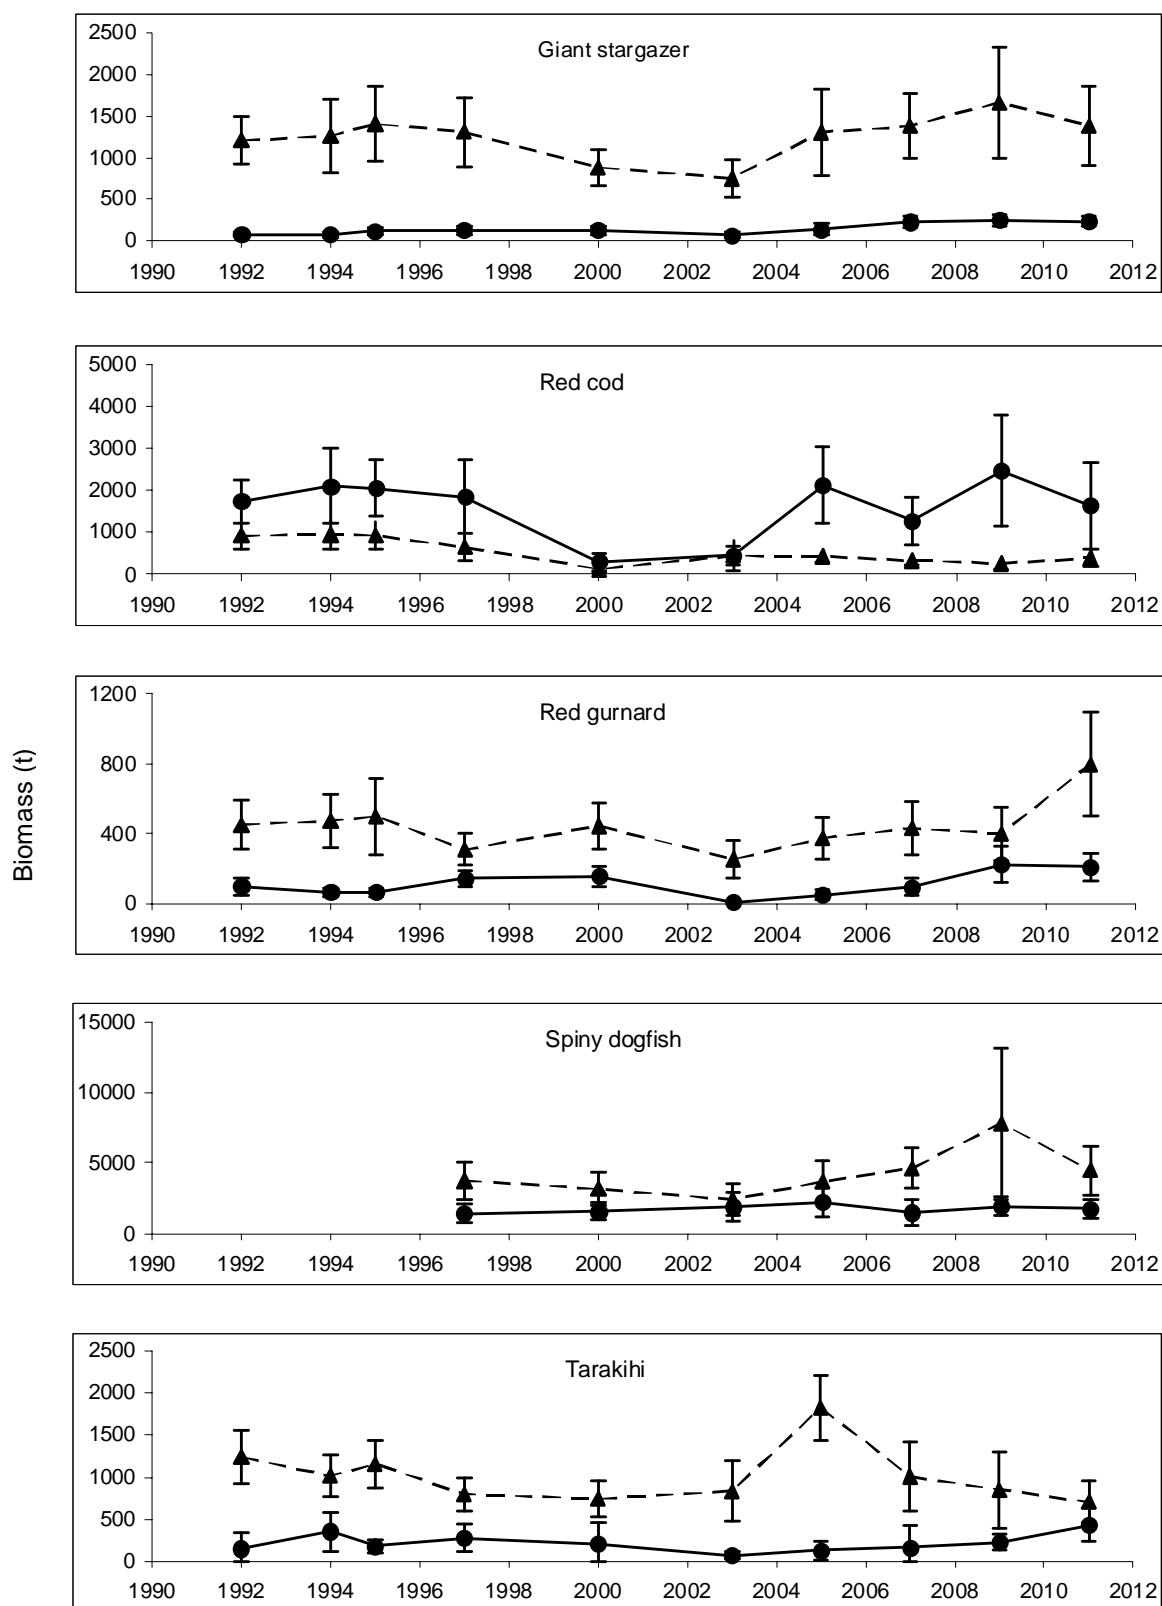 Biomass (t)
Giant stargazer
2500
2000
1500
1000
500
0
1990 1992 1994 1996 1998 2000 2002 2004 2006 2008 2010 2012
Red cod
5000
4000
3000
2000
1000
0
1990 1992 1994 1996 1998 2000 2002 2004 2006 2008 2010 2012
Red gurnard
1200
800
400
0
1990 1992 1994 1996 1998 2000 2002 2004 2006 2008 2010 2012
Spiny dogfish
15000
10000
5000
0
1990 1992 1994 1996 1998 2000 2002 2004 2006 2008 2010 2012
Tarakihi
2500
2000
1500
1000
500
0
1990 1992 1994 1996 1998 2000 2002 2004 2006 2008 2010 2012